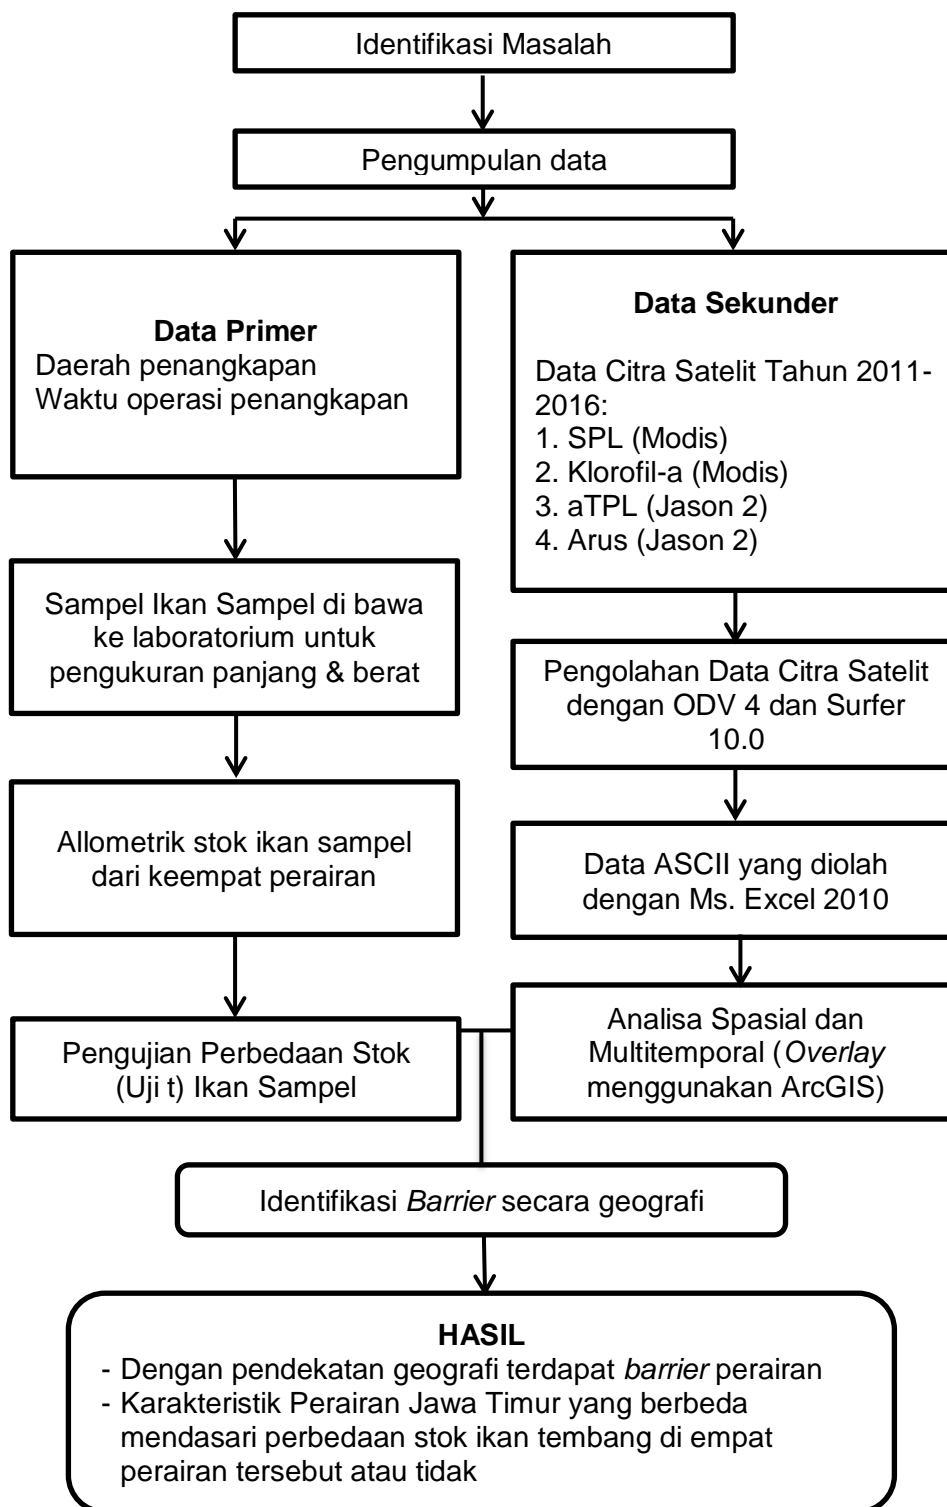 Identifikasi Masalah
Pengumpulan data
Data Primer
Daerah penangkapan
Waktu operasi penangkapan
Data Sekunder
Data Citra Satelit Tahun 2011-
2016:
1. SPL (Modis)
2. Klorofil-a (Modis)
3. aTPL (Jason 2)
4. Arus (Jason 2)
Sampel Ikan Sampel di bawa
ke laboratorium untuk
pengukuran panjang & berat
Pengolahan Data Citra Satelit
dengan ODV 4 dan Surfer
10.0
Allometrik stok ikan sampel
dari keempat perairan
Data ASCII yang diolah
dengan Ms. Excel 2010
Pengujian Perbedaan Stok
(Uji t) Ikan Sampel
Analisa Spasial dan
Multitemporal (Overlay
menggunakan ArcGIS)
Identifikasi Barrier secara geografi
HASIL
- Dengan pendekatan geografi terdapat barrier perairan
- Karakteristik Perairan Jawa Timur yang berbeda
mendasari perbedaan stok ikan tembang di empat
perairan tersebut atau tidak